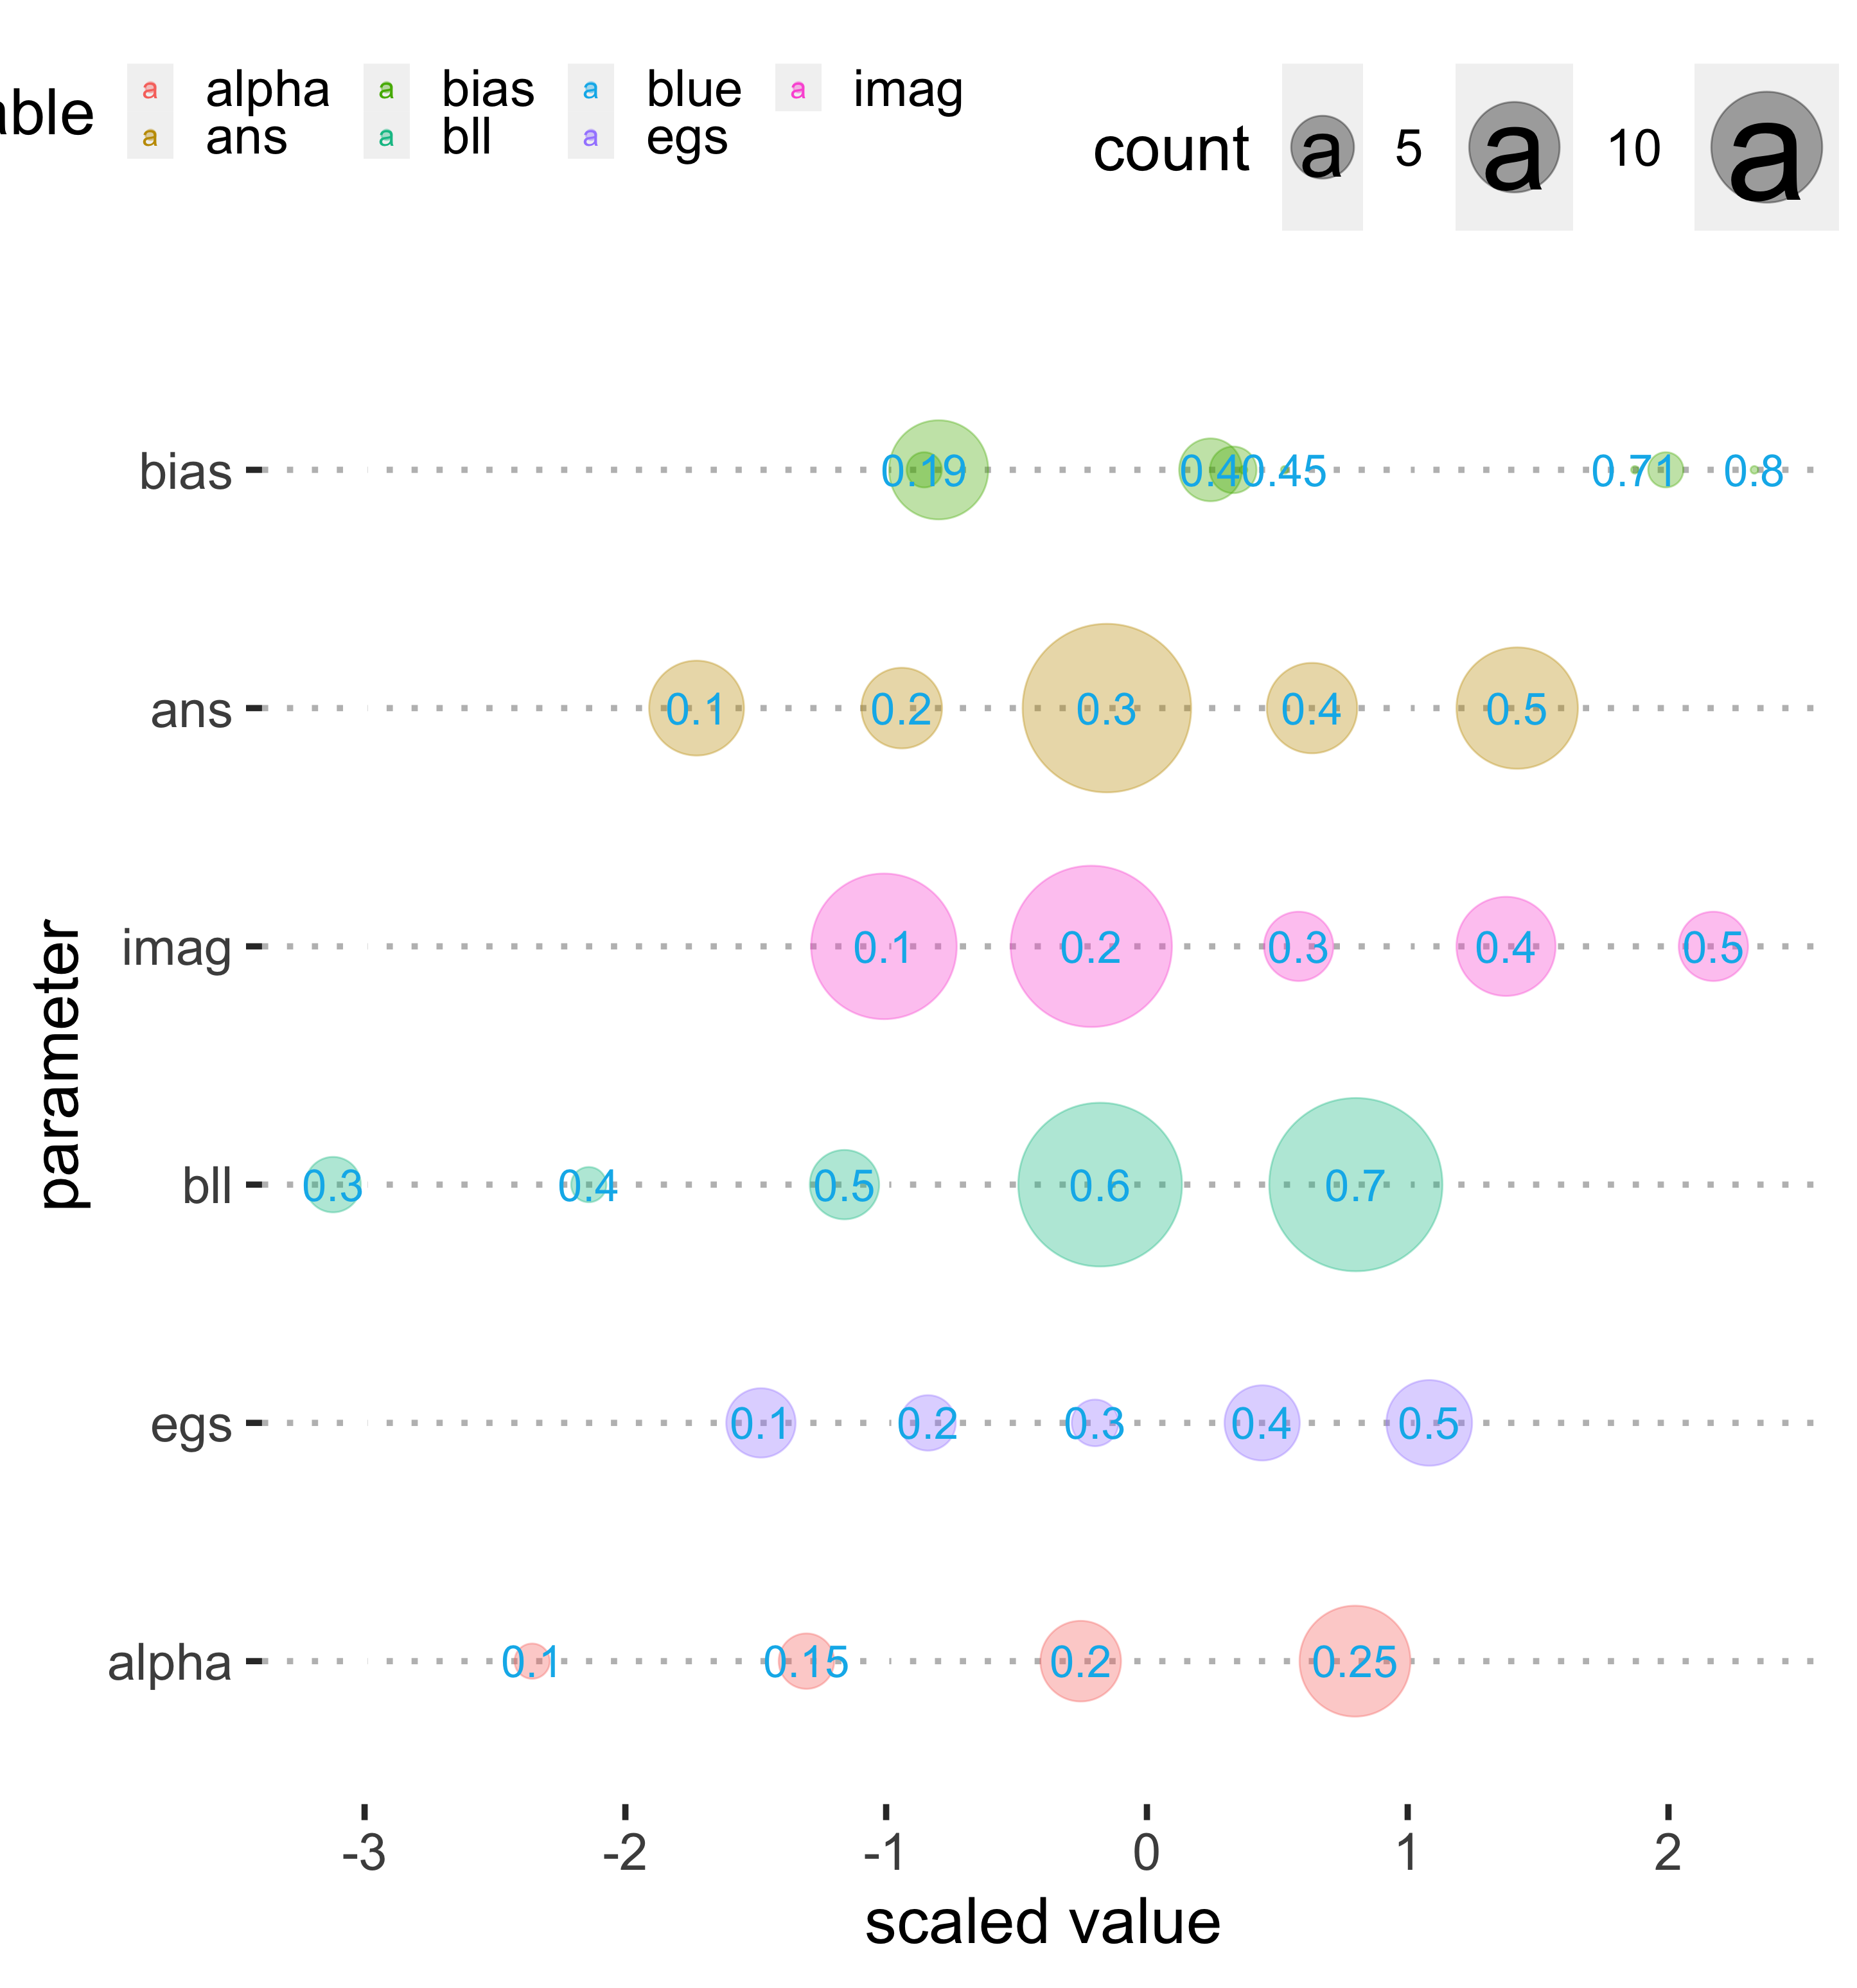 able a alpha a bias a blue a imag
a ans a bll a egs
count a 5 a 10 a
bias 0.19 0.4 0.45 0.71 0.8
ans 0.1 0.2 0.3 0.4 0.5
imag 0.1 0.2 0.3 0.4 0.5
bll 0.3 0.4 0.5 0.6 0.7
egs 0.1 0.2 0.3 0.4 0.5
alpha 0.1 0.15 0.2 0.25
parameter
-3 -2 -1 0 1 2
scaled value